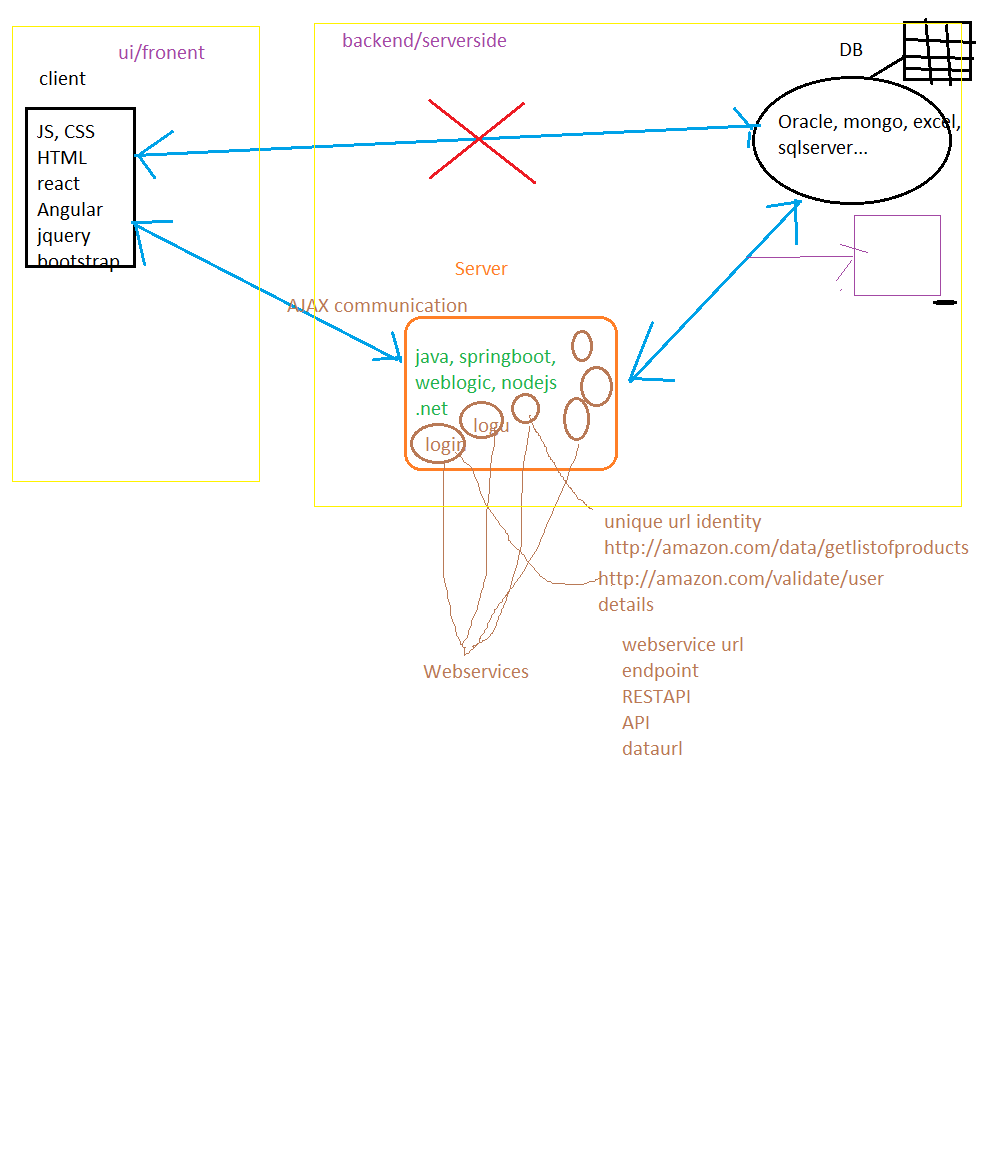 ui/fronent
client
JS, CSS
HTML
react
Angular
jquery
bootstrap
backend/serverside
DB
Oracle, mongo, excel,
sqlserver...
Server
AJAX communication
java, springboot,
weblogic, nodejs
.net
logu
login
unique url identity
http://amazon.com/data/getlistofproducts
http://amazon.com/validate/user
details
Webservices
webservice url
endpoint
RESTAPI
API
dataurl